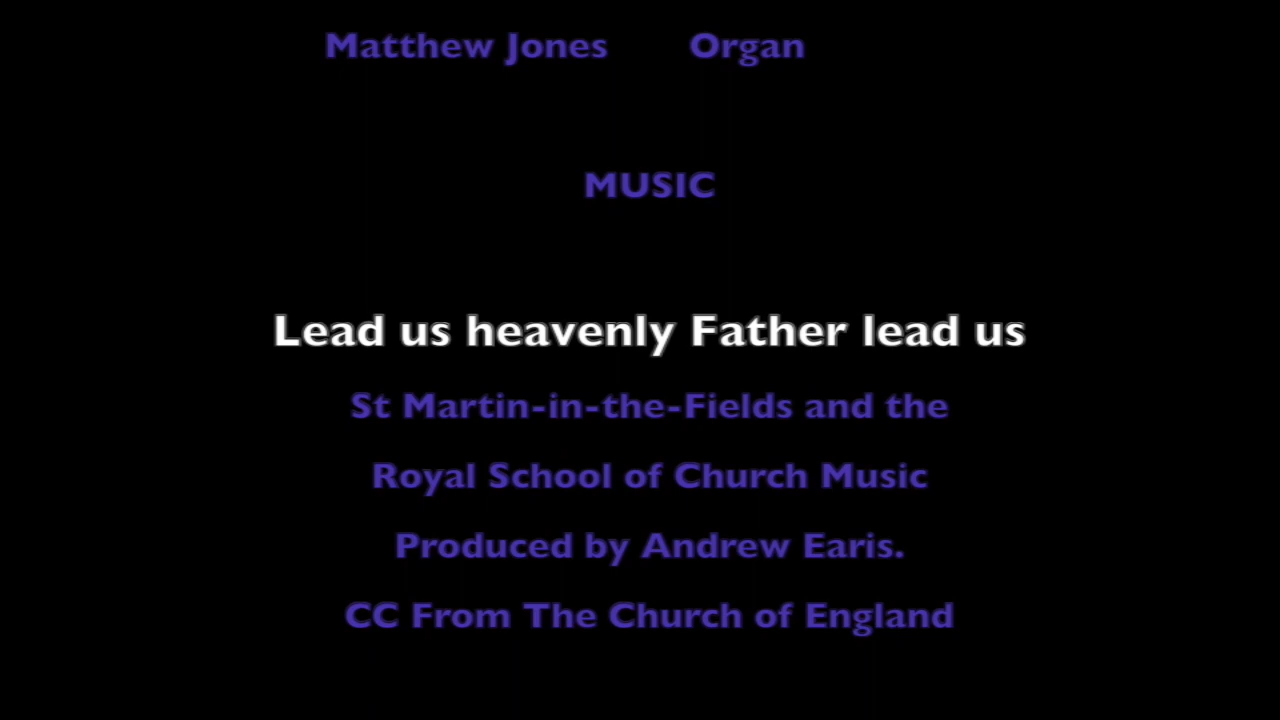 Matthew Jones Organ
MUSIC
Lead us heavenly Father lead us
St Martin-in-the-Fields and the
Royal School of Church Music
Produced by Andrew Earis.
CC From The Church of England